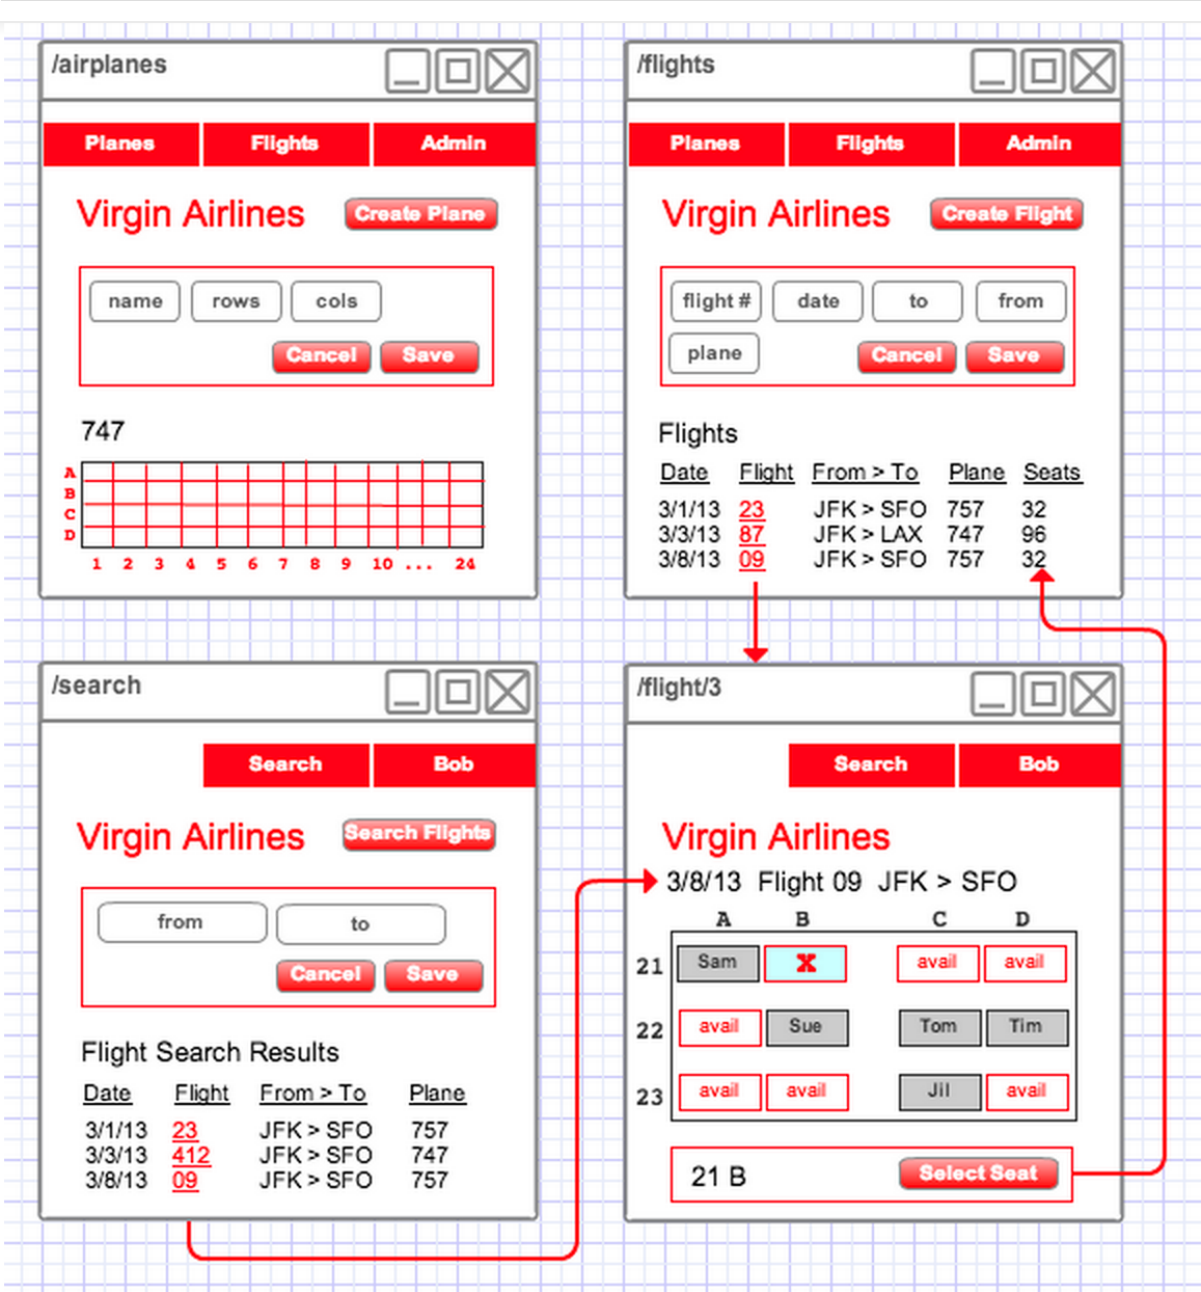 /airplanes
Planes Flights Admin
Virgin Airlines Create Plane
name rows cols
Cancel Save
747
A
B
C
D
1 2 3 4 5 6 7 8 9 10 ... 24
/flights
Planes Flights Admin
Virgin Airlines Create Flight
flight # date to from
plane Cancel Save
Flights
Date Flight From > To Plane Seats
3/1/13 23 JFK > SFO 757 32
3/3/13 87 JFK > LAX 747 96
3/8/13 09 JFK > SFO 757 32
/search
Search Bob
Virgin Airlines Search Flights
from to
Cancel Save
Flight Search Results
Date Flight From > To Plane
3/1/13 23 JFK > SFO 757
3/3/13 412 JFK > SFO 747
3/8/13 09 JFK > SFO 757
/flight/3
Search Bob
Virgin Airlines
3/8/13 Flight 09 JFK > SFO
A B C D
21 Sam X avail avail
22 avail Sue Tom Tim
23 avail avail Jil avail
21 B Select Seat